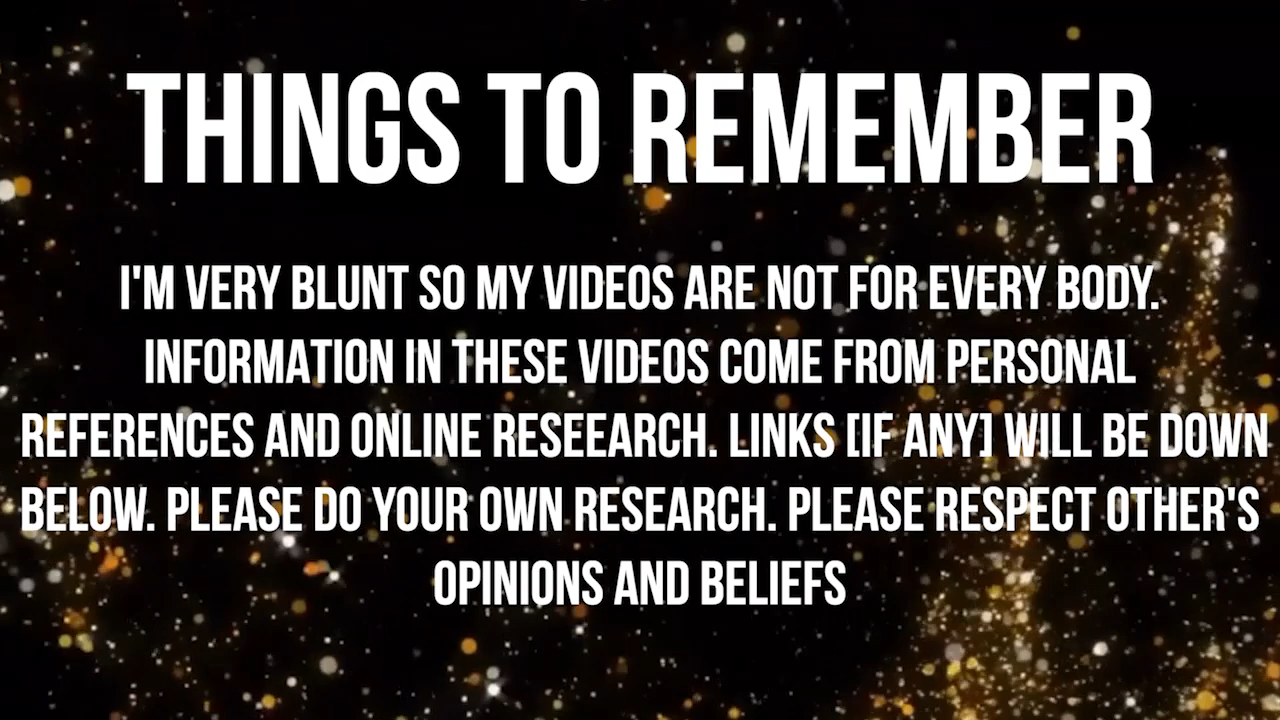 THINGS TO REMEMBER
I'M VERY BLUNT SO MY VIDEOS ARE NOT FOR EVERY BODY.
INFORMATION IN THESE VIDEOS COME FROM PERSONAL
REFERENCES AND ONLINE RESEEARCH. LINKS [IF ANY] WILL BE DOWN
BELOW. PLEASE DO YOUR OWN RESEARCH. PLEASE RESPECT OTHER'S
OPINIONS AND BELIEFS